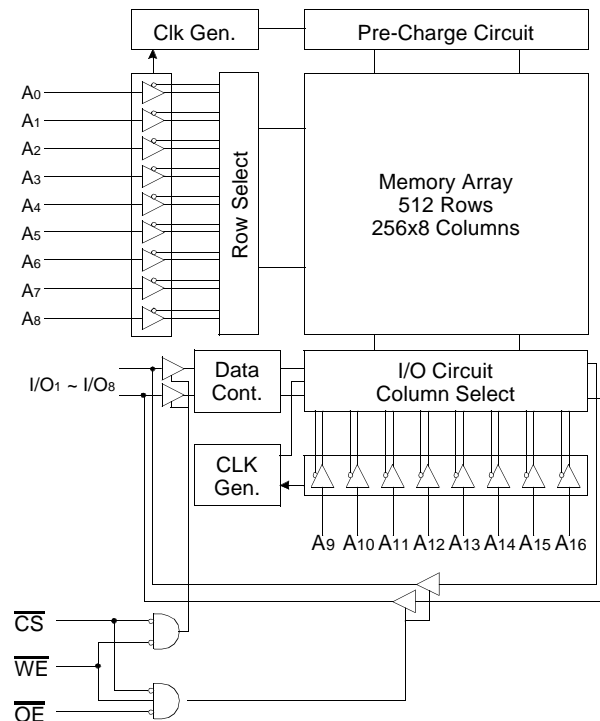 Clk Gen.
Pre-Charge Circuit
A0
A1
A2
A3
A4
A5
A6
A7
A8
Row Select
Memory Array
512 Rows
256x8 Columns
I/O1 ~ I/O8
Data
Cont.
I/O Circuit
Column Select
CLK
Gen.
A9 A10 A11 A12 A13 A14 A15 A16
CS
WE
OE